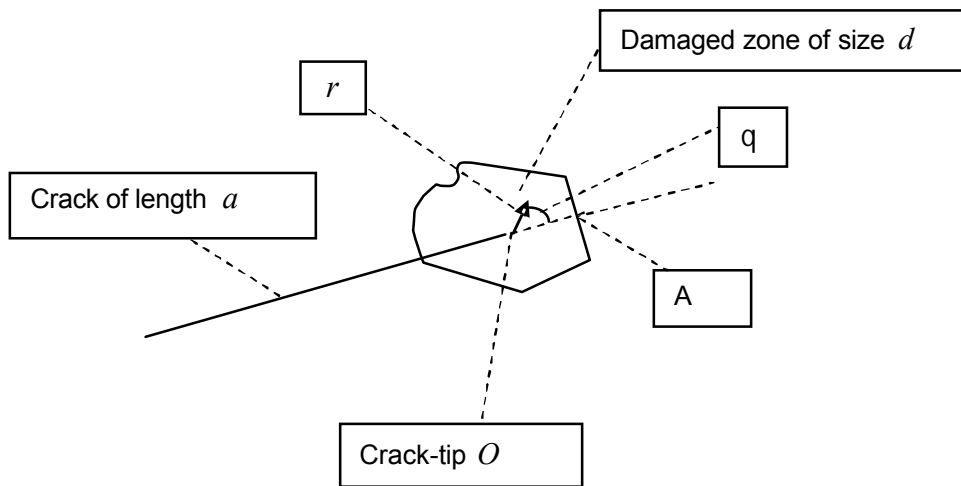 Damaged zone of size d
r
q
Crack of length a
A
Crack-tip O